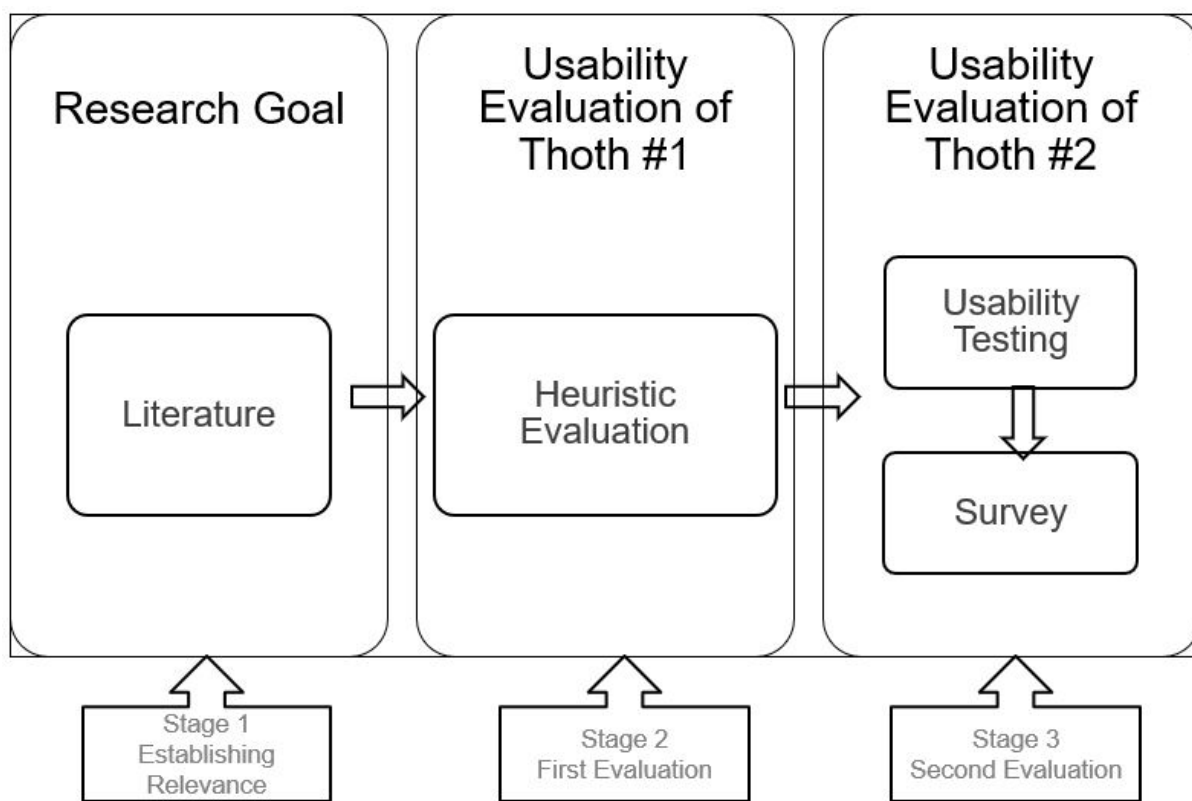 Research Goal
Usability
Evaluation of
Thoth #1
Usability
Evaluation of
Thoth #2
Literature
Heuristic
Evaluation
Usability
Testing
Survey
Stage 1
Establishing
Relevance
Stage 2
First Evaluation
Stage 3
Second Evaluation